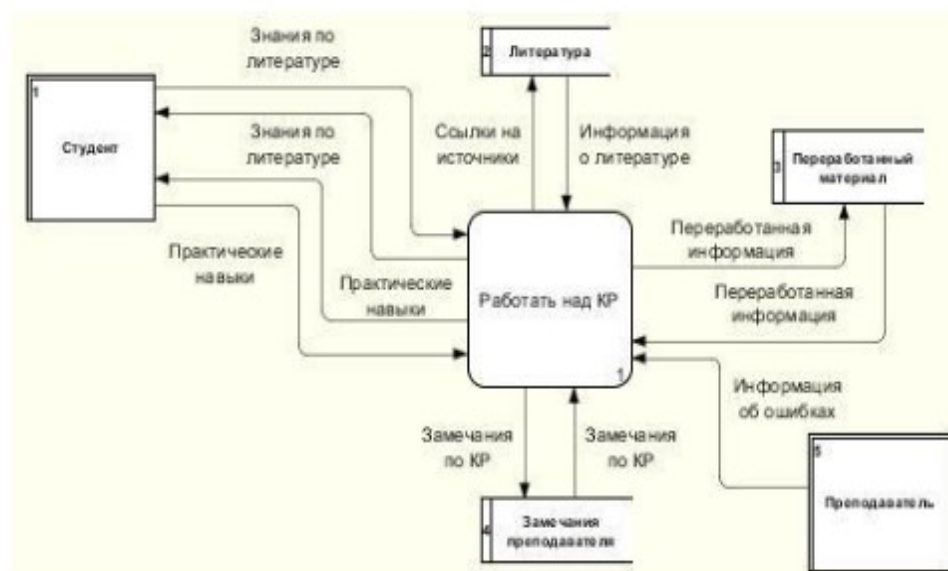 Знания по
литературе
2
Литература
1
Студент
Знания по
литературе
Ссылки на
источники
Информация
о литературе
3
Переработанный
материал
Практические
навыки
Практические
навыки
Работать над КР
1
Переработанная
информация
Переработанная
информация
Информация
об ошибках
Замечания
по КР
Замечания
по КР
4
Замечания
преподавателя
5
Преподаватель